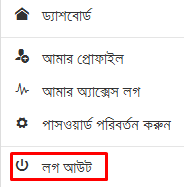 ড্যাশবোর্ড
আমার প্রোফাইল
আমার অ্যাক্সেস লগ
পাসওয়ার্ড পরিবর্তন করুন
লগ আউট